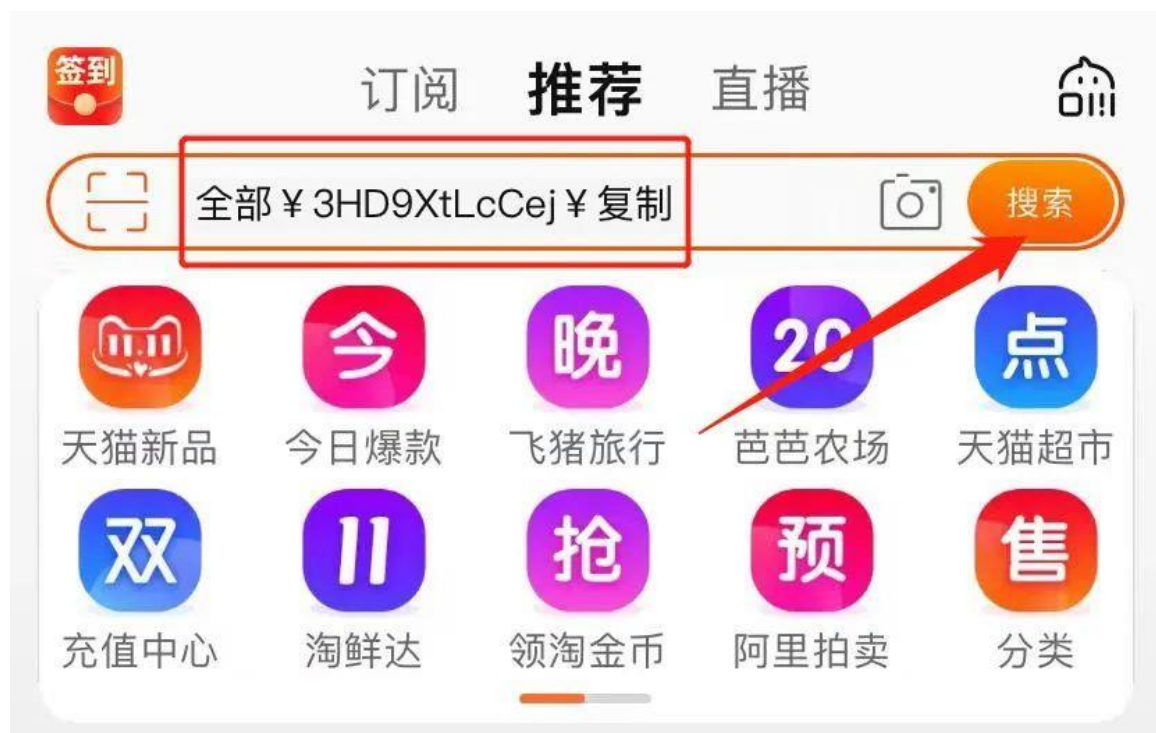 签到
订阅 推荐 直播
全部￥3HD9XtLcCej￥复制 搜索
11.11 今 晚 20 点
天猫新品 今日爆款 飞猪旅行 芭芭农场 天猫超市
双 11 抢 预 售
充值中心 淘鲜达 领淘金币 阿里拍卖 分类